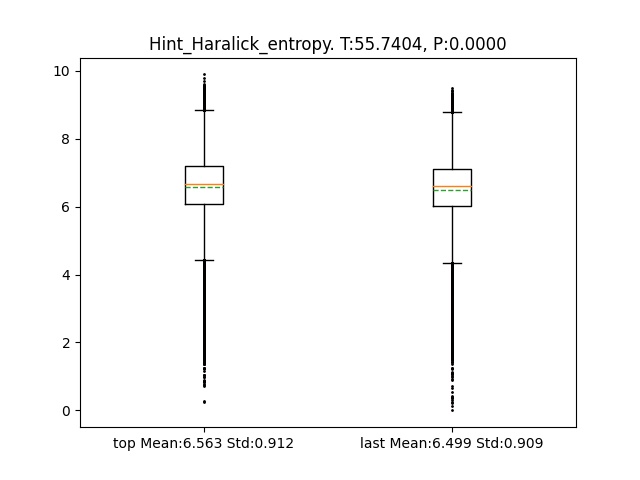 Hint_Haralick_entropy. T:55.7404, P:0.0000
10
8
6
4
2
0
top Mean:6.563 Std:0.912
last Mean:6.499 Std:0.909